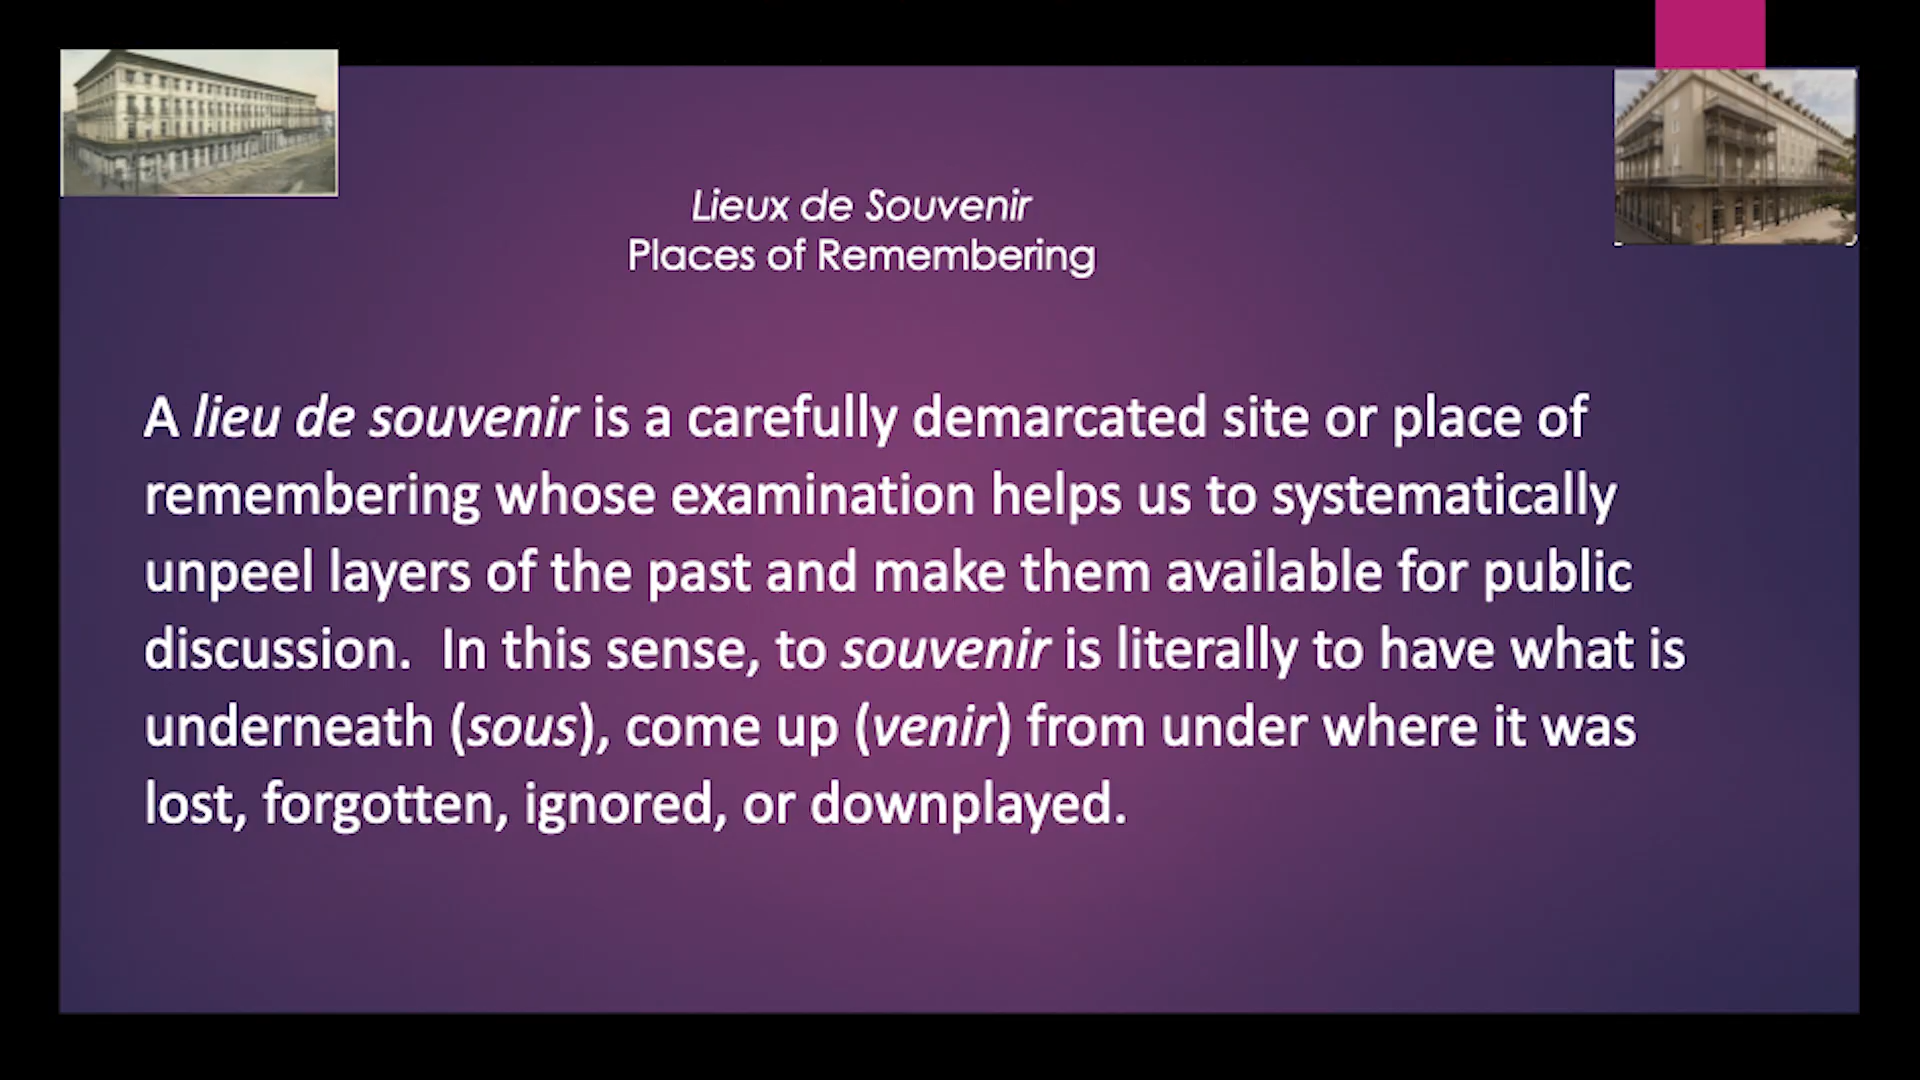 Lieux de Souvenir
Places of Remembering
A lieu de souvenir is a carefully demarcated site or place of
remembering whose examination helps us to systematically
unpeel layers of the past and make them available for public
discussion.  In this sense, to souvenir is literally to have what is
underneath (sous), come up (venir) from under where it was
lost, forgotten, ignored, or downplayed.